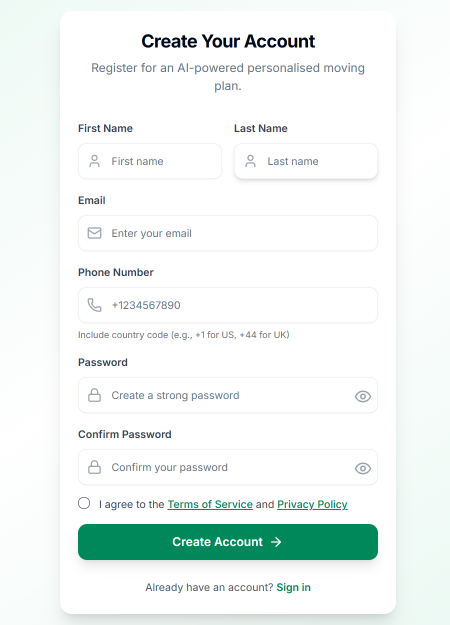 Create Your Account
Register for an AI-powered personalised moving
plan.
First Name
Last Name
First name
Last name
Email
Enter your email
Phone Number
+1234567890
Include country code (e.g., +1 for US, +44 for UK)
Password
Create a strong password
Confirm Password
Confirm your password
I agree to the Terms of Service and Privacy Policy
Create Account →
Already have an account? Sign in